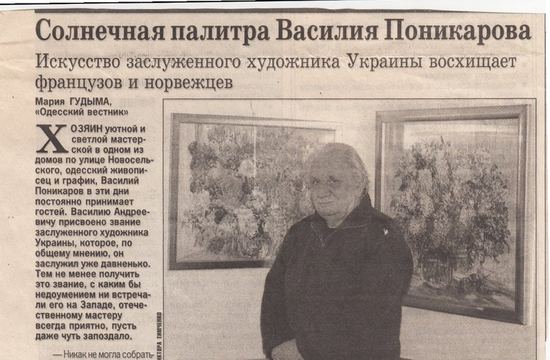 Солнечная палитра Василия Поникарова
Искусство заслуженного художника Украины восхищает
французов и норвежцев
Мария ГУДЫМА,
«Одесский вестник»
ХОЗЯИН уютной и
светлой мастер-
ской в одном из
домов по улице Новосель-
ского, одесский живопи-
сец и график, Василий
Поникаров в эти дни
постоянно принимает
гостей. Василию Андрее-
вичу присвоено звание
заслуженного художника
Украины, которое, по
общему мнению, он
заслужил уже давненько.
Тем не менее получить
это звание, с каким бы
недоумением ни встреча-
ли его на Западе, отече-
ственному мастеру
всегда приятно, пусть
даже чуть запоздало.
— Никак не могла собрать-
ТИМЧЕНКО